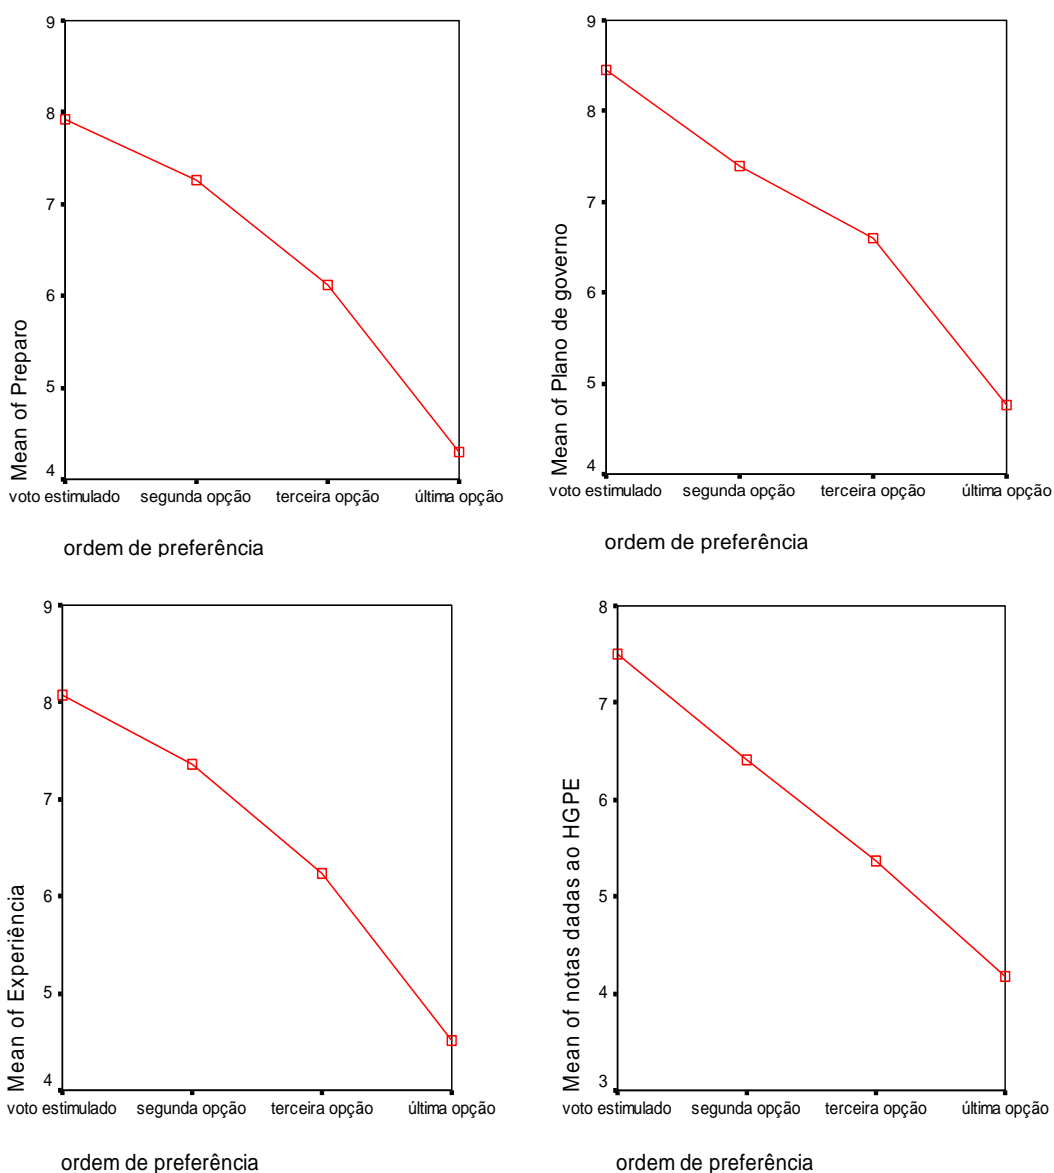 9
8
7
6
5
4
Mean of Preparo
voto estimulado segunda opção terceira opção última opção
ordem de preferência
9
8
7
6
5
4
Mean of Plano de governo
voto estimulado segunda opção terceira opção última opção
ordem de preferência
9
8
7
6
5
4
Mean of Experiência
voto estimulado segunda opção terceira opção última opção
ordem de preferência
8
7
6
5
4
3
Mean of notas dadas ao HGPE
voto estimulado segunda opção terceira opção última opção
ordem de preferência